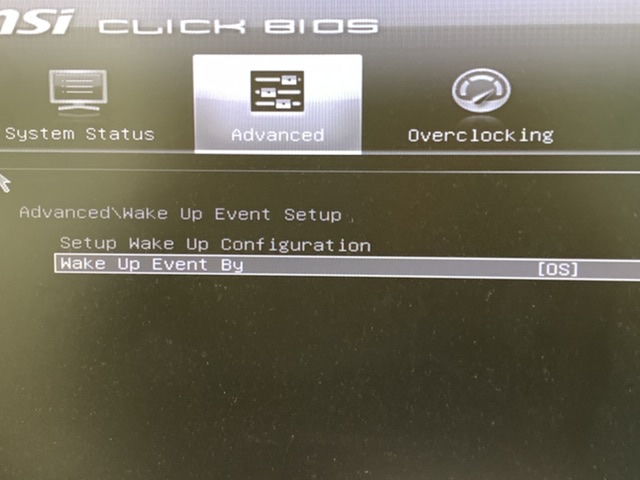 msi CLICK BIOS
System Status
Advanced
Overclocking
Advanced\Wake Up Event Setup
Setup Wake Up Configuration
Wake Up Event By [OS]